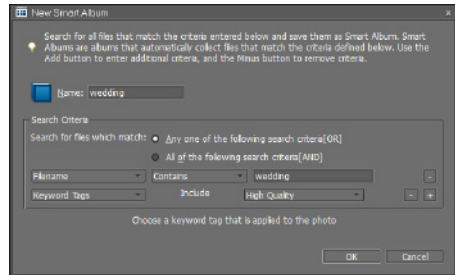 New Smart Album
Search for all files that match the criteria entered below and save them as Smart Album. Smart
Albums are albums that automatically collect files that match the criteria defined below. Use the
Add button to enter additional criteria, and the Minus button to remove criteria.
Name: wedding
Search Criteria
Search for files which match: Any one of the following search criteria[OR]
All of the following search criteria[AND]
Filename Contains wedding -
Keyword Tags Include High Quality - +
Choose a keyword tag that is applied to the photo
OK Cancel